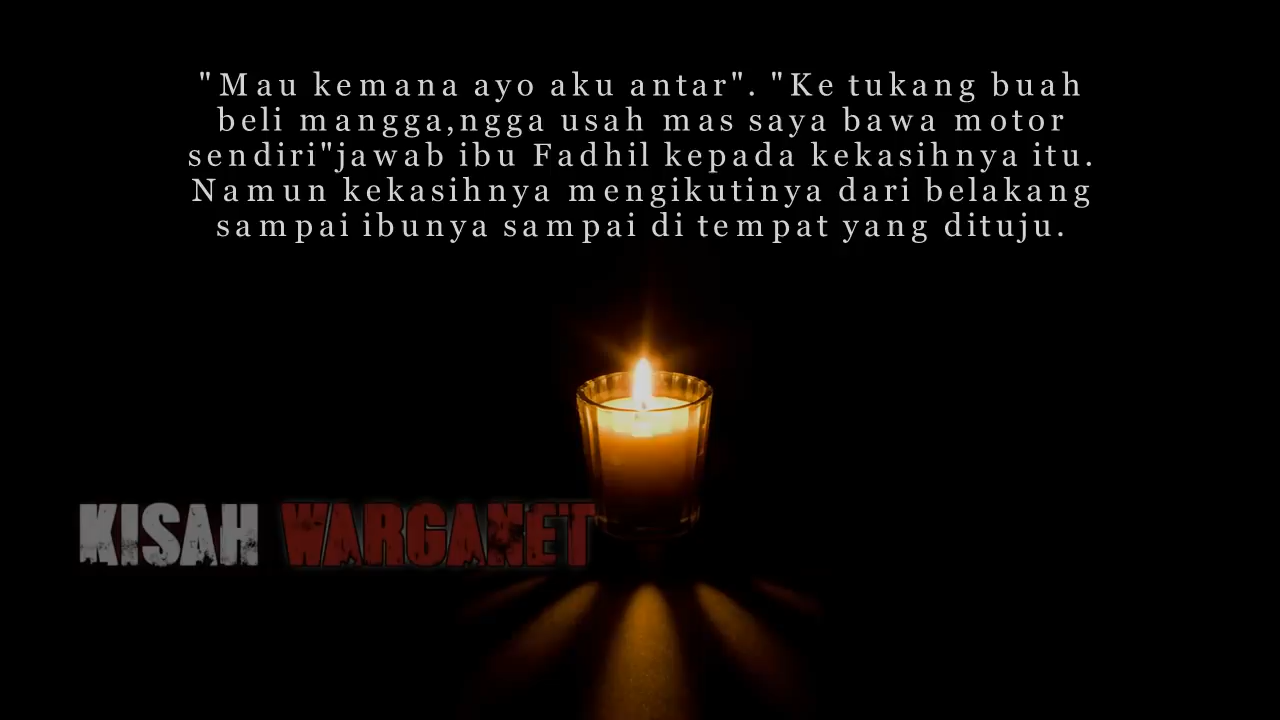 "Mau kemana ayo aku antar". "Ke tukang buah
beli mangga,ngga usah mas saya bawa motor
sendiri"jawab ibu Fadhil kepada kekasihnya itu.
Namun kekasihnya mengikutinya dari belakang
sampai ibunya sampai di tempat yang dituju.
KISAH WARGANET